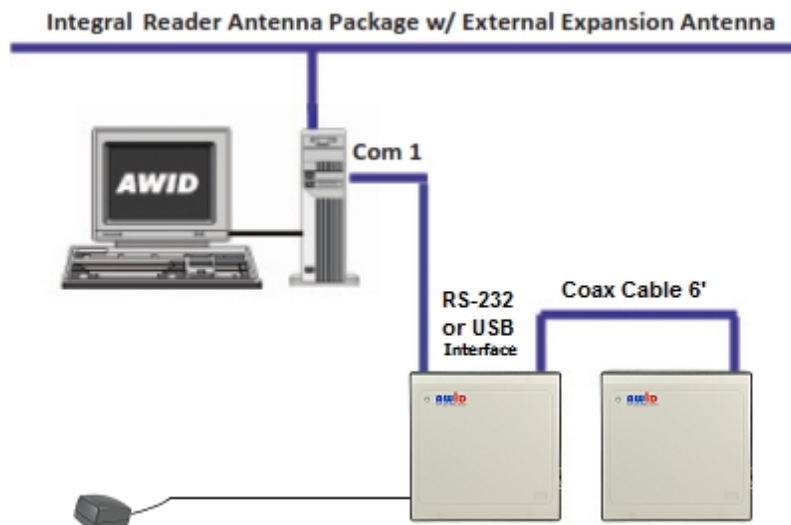 Integral Reader Antenna Package w/ External Expansion Antenna
Com 1
AWID
Coax Cable 6'
RS-232
or USB
Interface
AWID
AWID